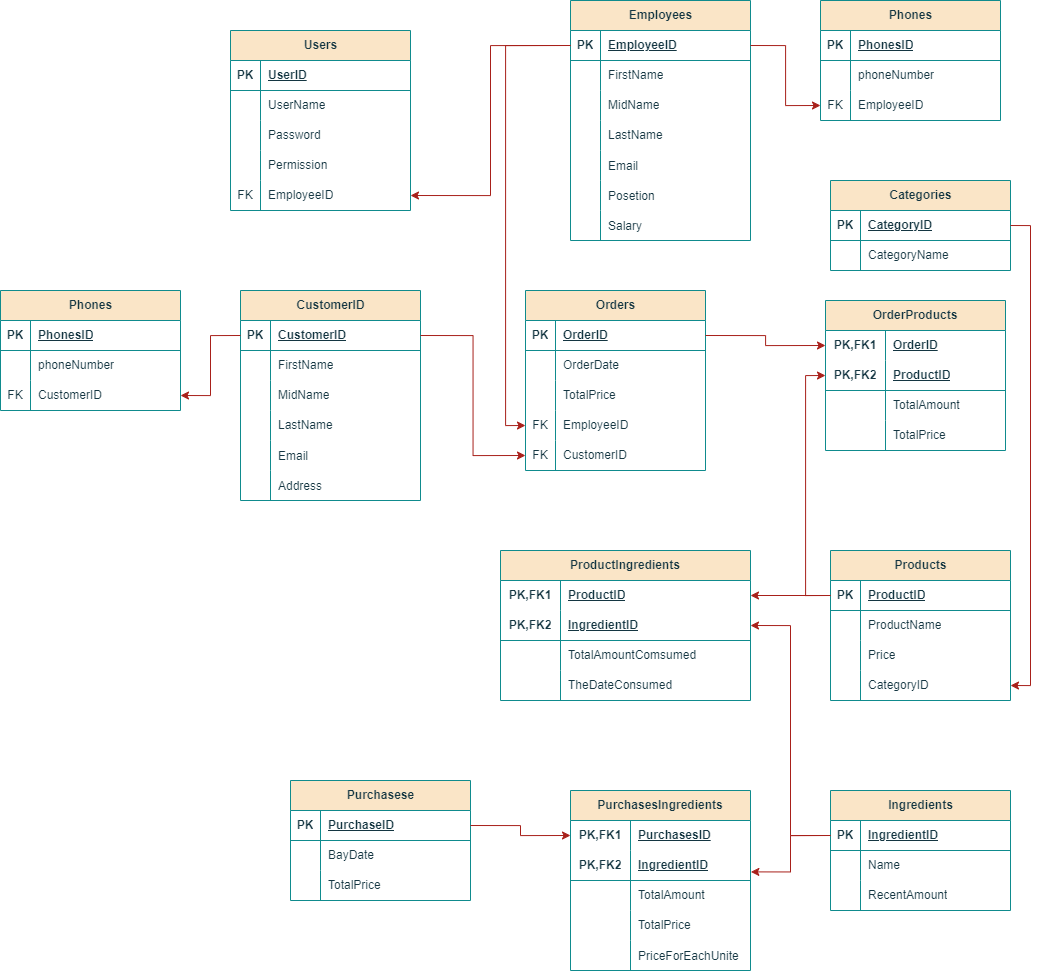 Employees
PK EmployeeID
FirstName
MidName
LastName
Email
Posetion
Salary
Phones
PK PhonesID
phoneNumber
FK EmployeeID
Users
PK UserID
UserName
Password
Permission
FK EmployeeID
Categories
PK CategoryID
CategoryName
Phones
PK PhonesID
phoneNumber
FK CustomerID
CustomerID
PK CustomerID
FirstName
MidName
LastName
Email
Address
Orders
PK OrderID
OrderDate
TotalPrice
FK EmployeeID
FK CustomerID
OrderProducts
PK,FK1 OrderID
PK,FK2 ProductID
TotalAmount
TotalPrice
ProductIngredients
PK,FK1 ProductID
PK,FK2 IngredientID
TotalAmountComsumed
TheDateConsumed
Products
PK ProductID
ProductName
Price
CategoryID
Purchasese
PK PurchaseID
BayDate
TotalPrice
PurchasesIngredients
PK,FK1 PurchasesID
PK,FK2 IngredientID
TotalAmount
TotalPrice
PriceForEachUnite
Ingredients
PK IngredientID
Name
RecentAmount